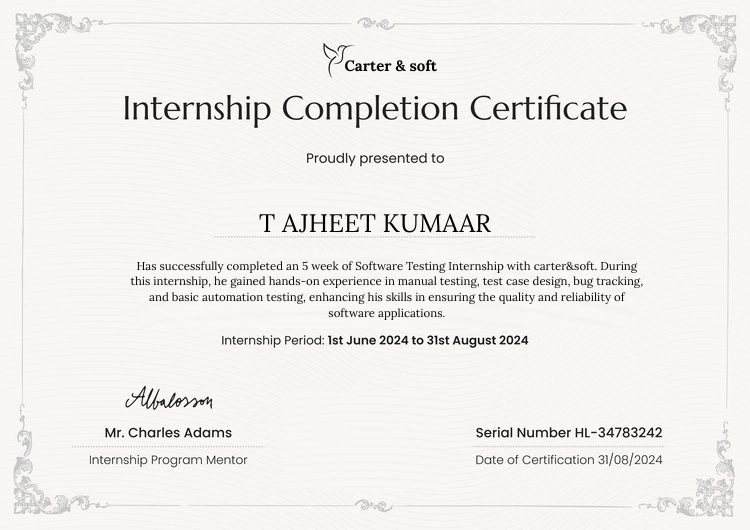 Carter & soft
Internship Completion Certificate
Proudly presented to
T AJHEET KUMAAR
Has successfully completed an 5 week of Software Testing Internship with carter&soft. During
this internship, he gained hands-on experience in manual testing, test case design, bug tracking,
and basic automation testing, enhancing his skills in ensuring the quality and reliability of
software applications.
Internship Period: 1st June 2024 to 31st August 2024
Mr. Charles Adams
Internship Program Mentor
Serial Number HL-34783242
Date of Certification 31/08/2024